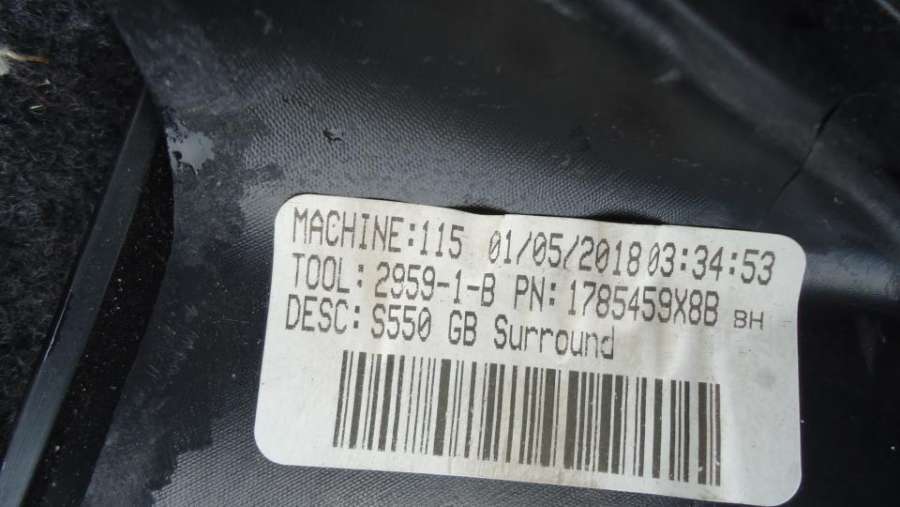 MACHINE:115 01/05/2018 03:34:53
TOOL: 2959-1-B PN: 1785459X8B BH
DESC: S550 GB Surround